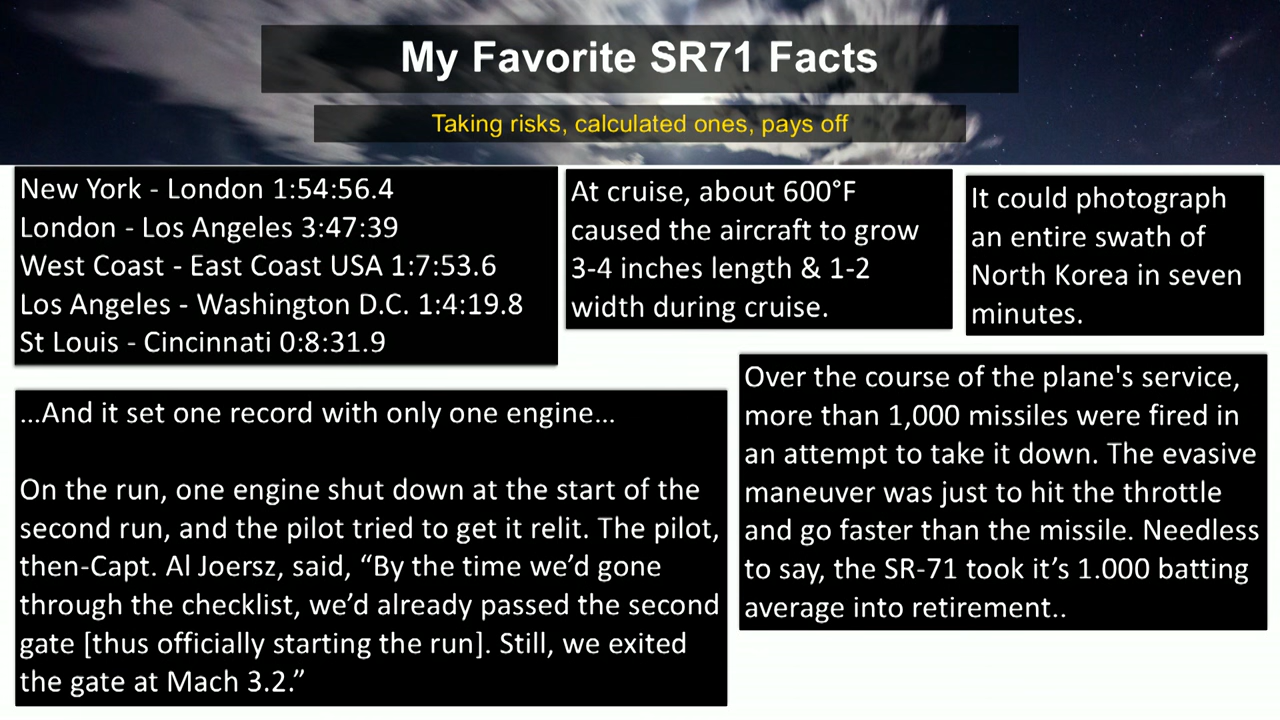 My Favorite SR71 Facts
Taking risks, calculated ones, pays off
New York - London 1:54:56.4
London - Los Angeles 3:47:39
West Coast - East Coast USA 1:7:53.6
Los Angeles - Washington D.C. 1:4:19.8
St Louis - Cincinnati 0:8:31.9
At cruise, about 600°F
caused the aircraft to grow
3-4 inches length & 1-2
width during cruise.
It could photograph
an entire swath of
North Korea in seven
minutes.
...And it set one record with only one engine...
On the run, one engine shut down at the start of the
second run, and the pilot tried to get it relit. The pilot,
then-Capt. Al Joersz, said, “By the time we’d gone
through the checklist, we’d already passed the second
gate [thus officially starting the run]. Still, we exited
the gate at Mach 3.2.”
Over the course of the plane's service,
more than 1,000 missiles were fired in
an attempt to take it down. The evasive
maneuver was just to hit the throttle
and go faster than the missile. Needless
to say, the SR-71 took it’s 1.000 batting
average into retirement..